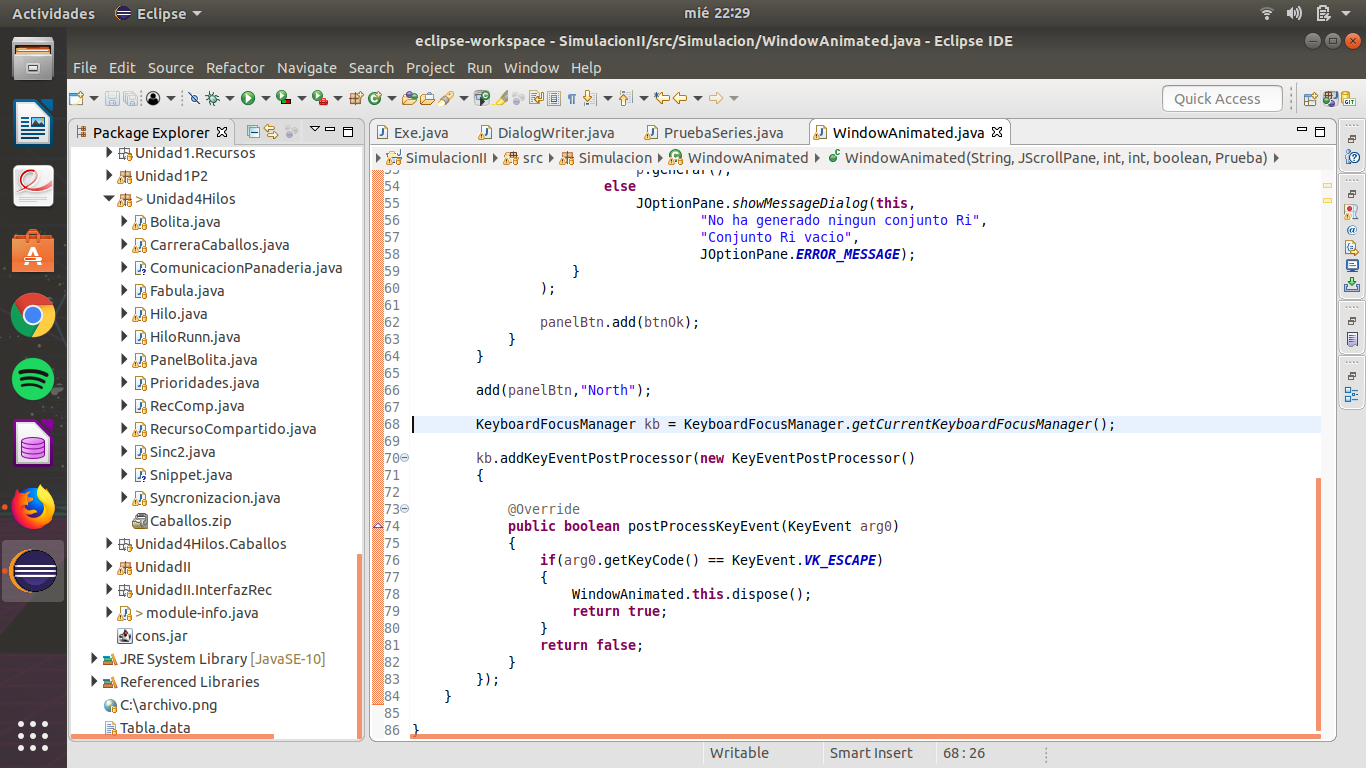 Actividades Eclipse mié 22:29
eclipse-workspace - SimulacionII/src/Simulacion/WindowAnimated.java - Eclipse IDE
File Edit Source Refactor Navigate Search Project Run Window Help
Quick Access
Package Explorer
Unidad1.Recursos
Unidad1P2
> Unidad4Hilos
Bolita.java
CarreraCaballos.java
ComunicacionPanaderia.java
Fabula.java
Hilo.java
HiloRunn.java
PanelBolita.java
Prioridades.java
RecComp.java
RecursoCompartido.java
Sinc2.java
Snippet.java
Syncronizacion.java
Caballos.zip
Unidad4Hilos.Caballos
UnidadII
UnidadII.InterfazRec
> module-info.java
cons.jar
JRE System Library [JavaSE-10]
Referenced Libraries
C:\archivo.png
Tabla.data
Exe.java DialogWriter.java PruebaSeries.java WindowAnimated.java
SimulacionII src Simulacion WindowAnimated WindowAnimated(String, JScrollPane, int, int, boolean, Prueba)
53 p.generar();
54 else
55 JOptionPane.showMessageDialog(this,
56 "No ha generado ningun conjunto Ri",
57 "Conjunto Ri vacio",
58 JOptionPane.ERROR_MESSAGE);
59 }
60 );
61
62 panelBtn.add(btnOk);
63 }
64 }
65
66 add(panelBtn,"North");
67
68 KeyboardFocusManager kb = KeyboardFocusManager.getCurrentKeyboardFocusManager();
69
70 kb.addKeyEventPostProcessor(new KeyEventPostProcessor()
71 {
72
73 @Override
74 public boolean postProcessKeyEvent(KeyEvent arg0)
75 {
76 if(arg0.getKeyCode() == KeyEvent.VK_ESCAPE)
77 {
78 WindowAnimated.this.dispose();
79 return true;
80 }
81 return false;
82 }
83 });
84 }
85
86 }
Writable Smart Insert 68 : 26